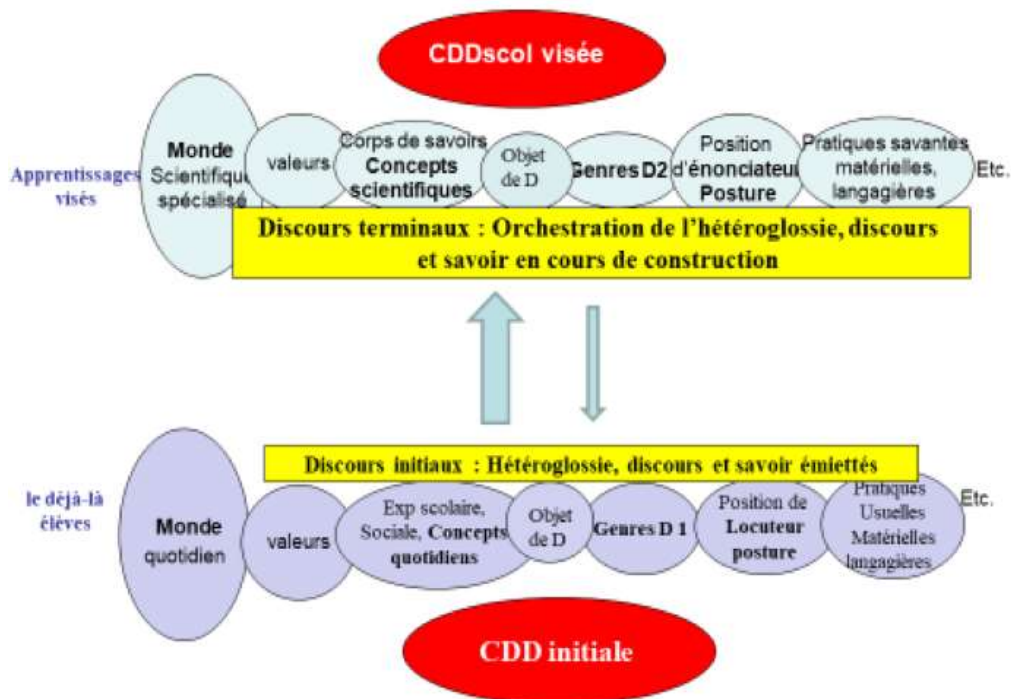 CDDscol visée
Apprentissages
visés
Monde
Scientifique
spécialisé
valeurs
Corps de savoirs
Concepts
scientifiques
Objet
de D
Genres D2
Position
d'énonciateur
Posture
Pratiques savantes
matérielles,
langagières
Etc.
Discours terminaux : Orchestration de l'hétéroglossie, discours
et savoir en cours de construction
Discours initiaux : Hétéroglossie, discours et savoir émiettés
le déjà-là
élèves
Monde
quotidien
valeurs
Exp scolaire,
Sociale, Concepts
quotidiens
Objet
de D
Genres D 1
Position de
Locuteur
posture
Pratiques
Usuelles
Matérielles
langagières
Etc.
CDD initiale